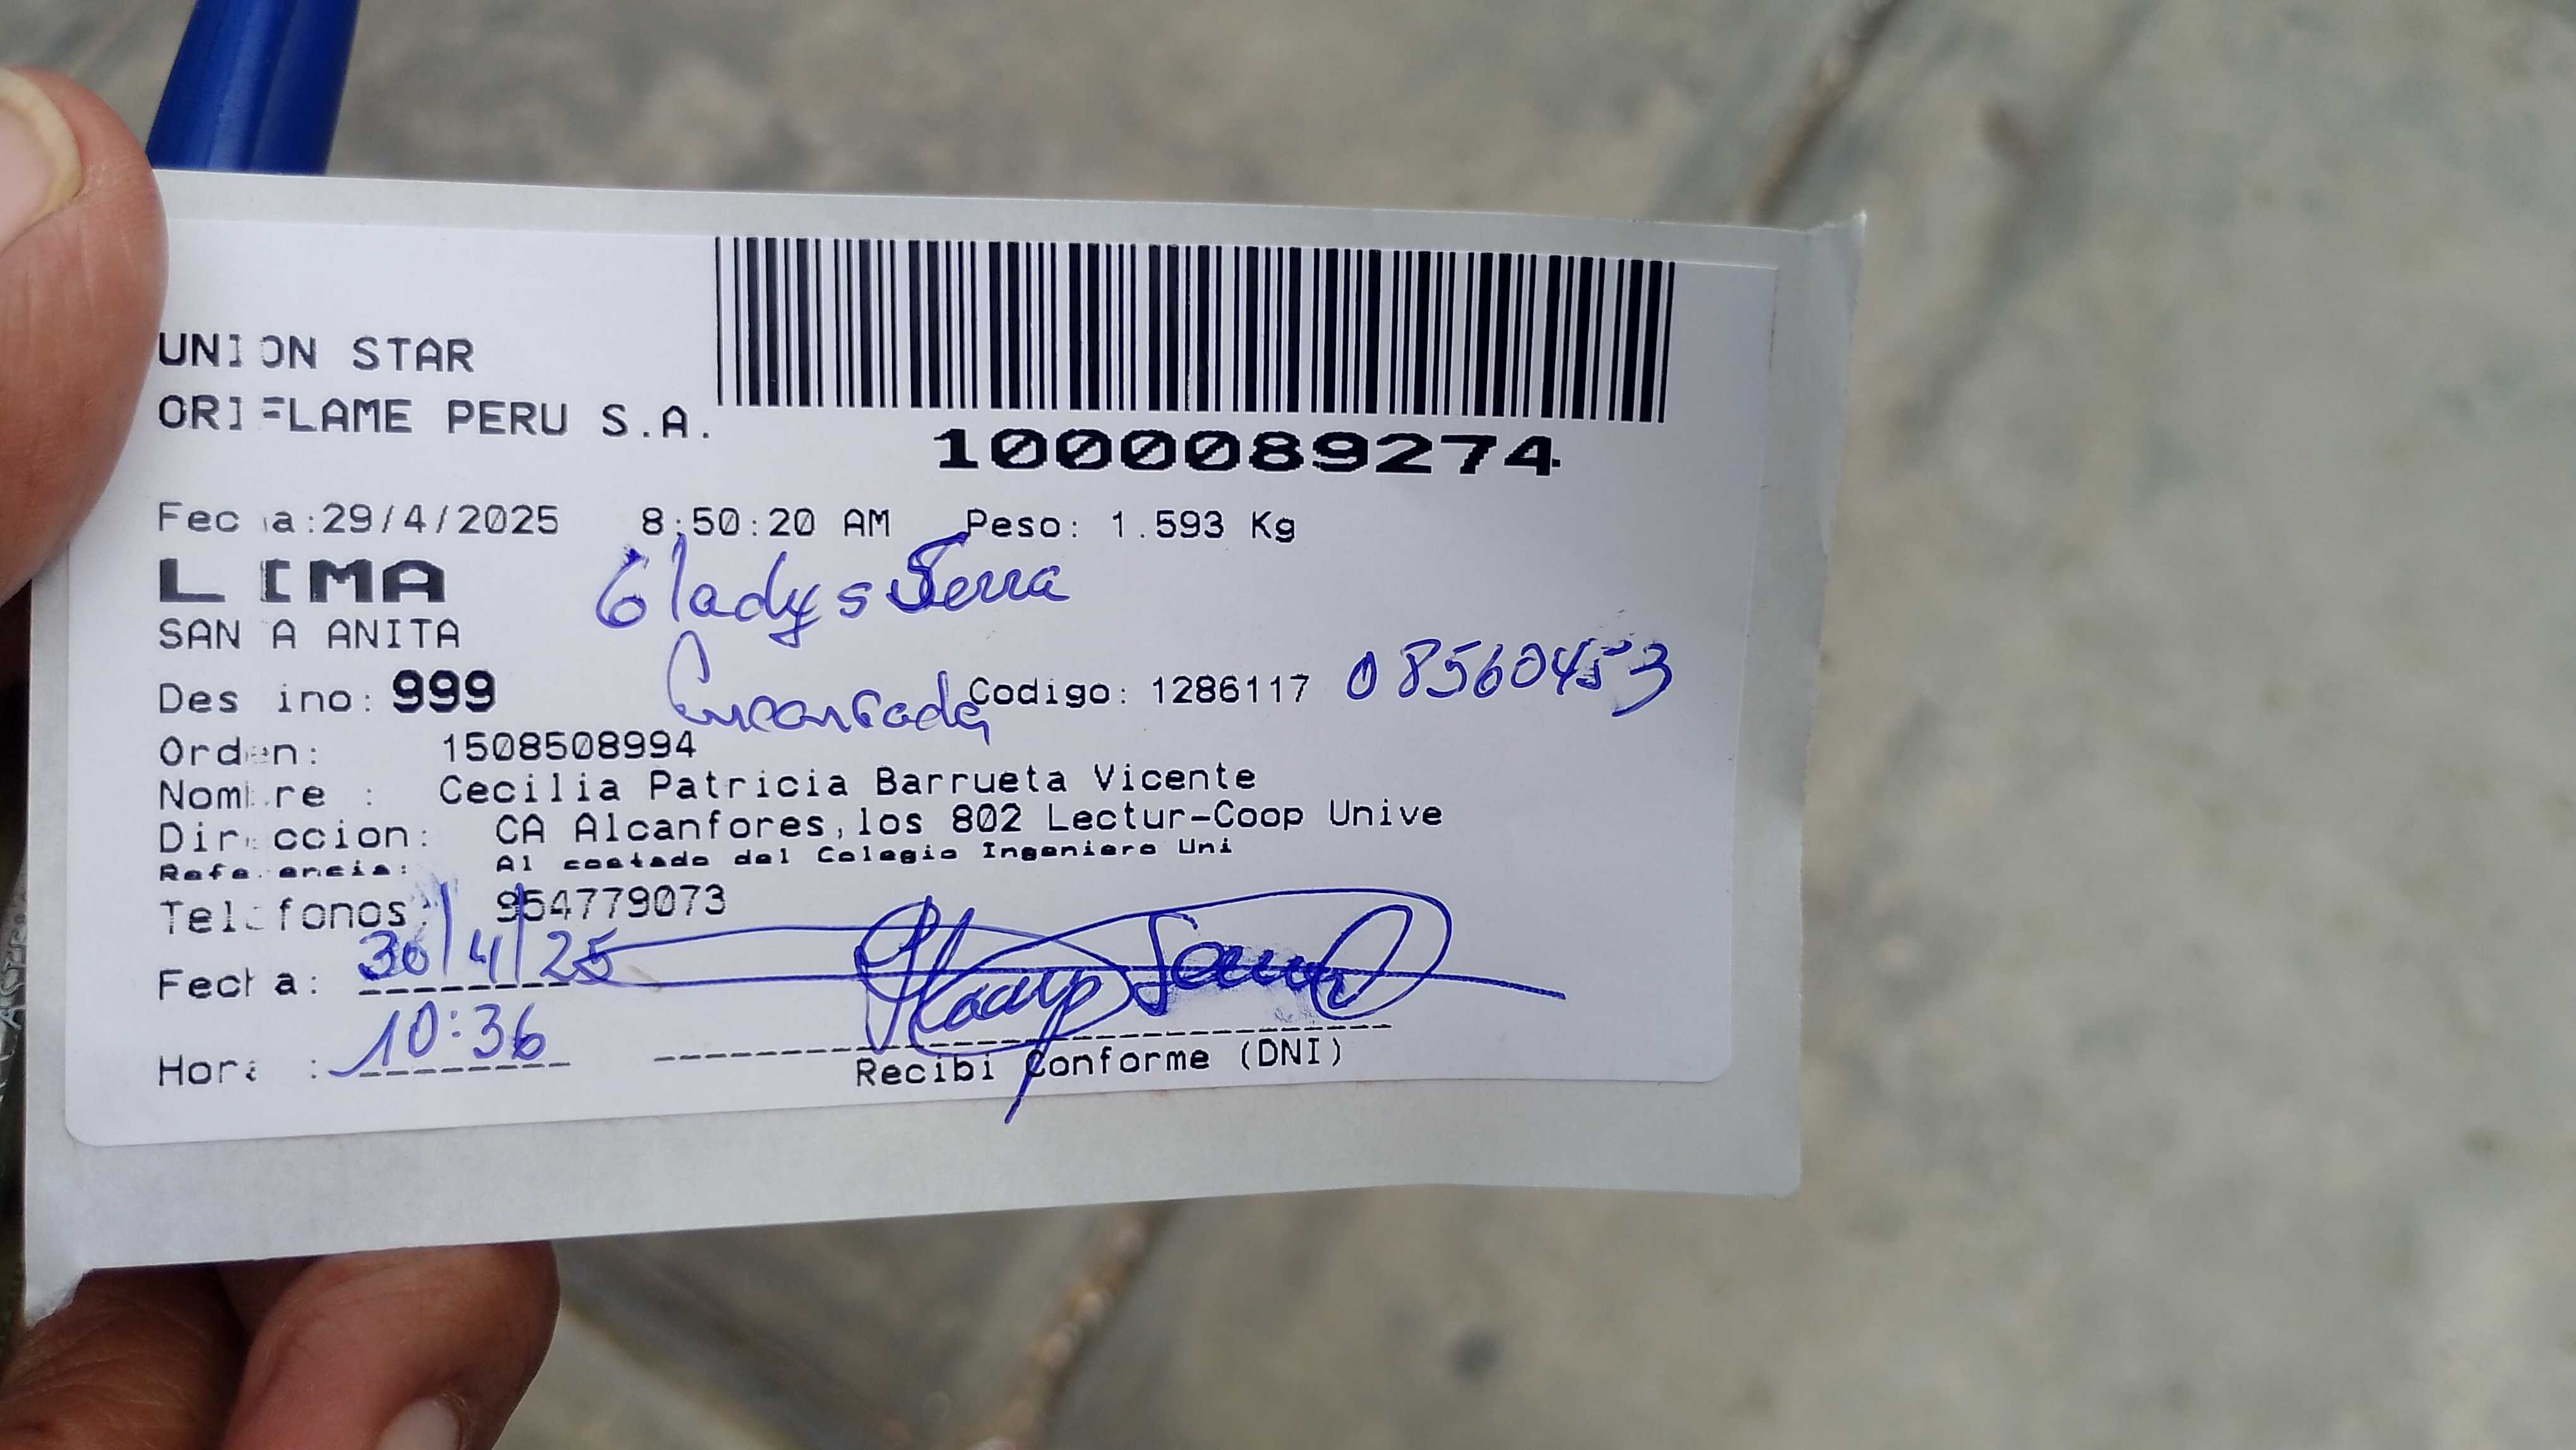 UNION STAR
ORIFLAME PERU S.A.
1000089274
Fecha:29/4/2025 8:50:20 AM Peso: 1.593 Kg
LIMA
Gladys Serra
SANTA ANITA
Destino: 999 Encargada Codigo: 1286117 08560453
Orden: 1508508994
Nombre : Cecilia Patricia Barrueta Vicente
Direccion: CA Alcanfores,los 802 Lectur-Coop Unive
Referencia: Al costado del Colegio Ingeniero Uni
Telefonos: 954779073
Fecha: 30/4/25
Hora : 10:36
Recibi Conforme (DNI)